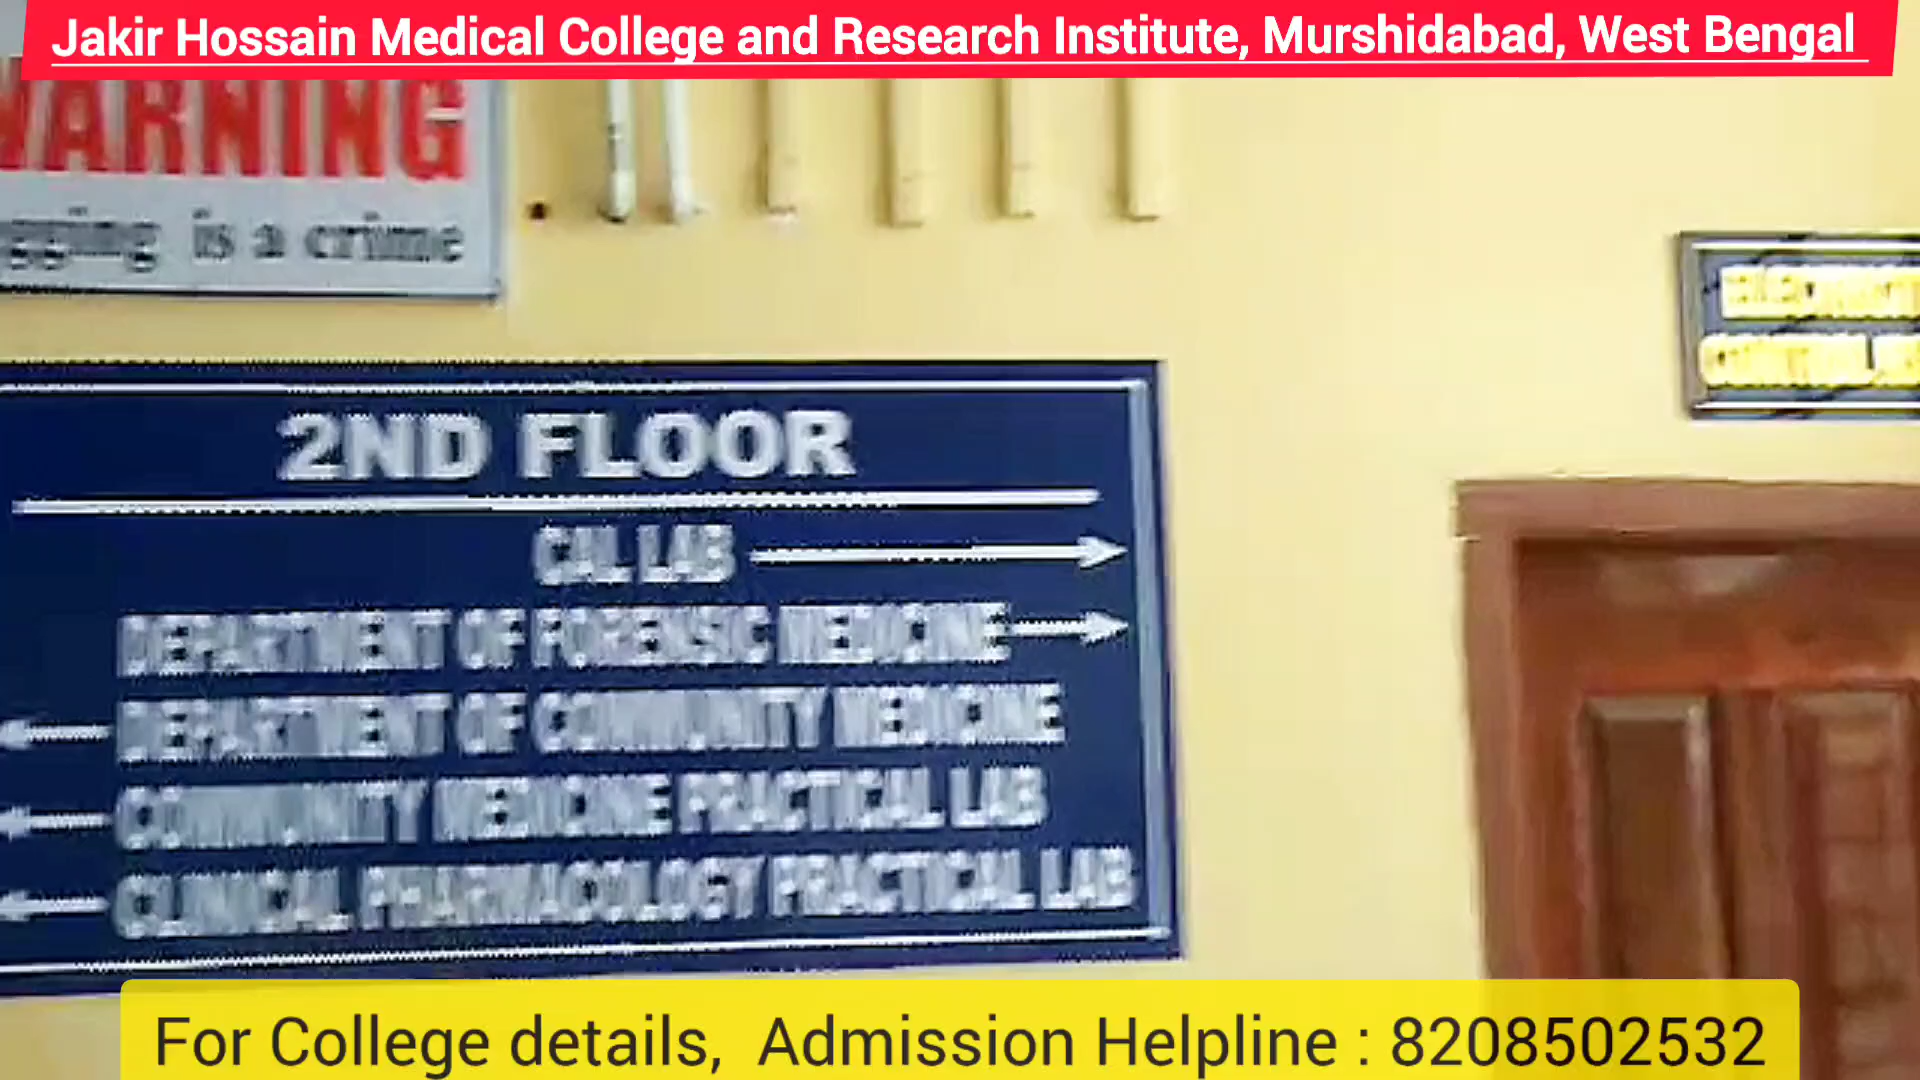 Jakir Hossain Medical College and Research Institute, Murshidabad, West Bengal
WARNING
is a crime
2ND FLOOR
CAL LAB
DEPARTMENT OF FORENSIC MEDICINE
DEPARTMENT OF COMMUNITY MEDICINE
COMMUNITY MEDICINE PRACTICAL LAB
CLINICAL PHARMACOLOGY PRACTICAL LAB
For College details, Admission Helpline : 8208502532